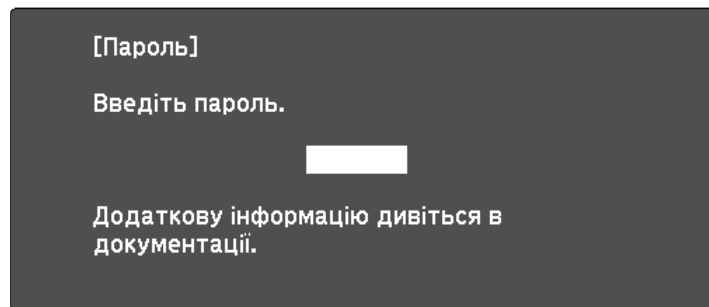 [Пароль]
Введіть пароль.
Додаткову інформацію дивіться в
документації.